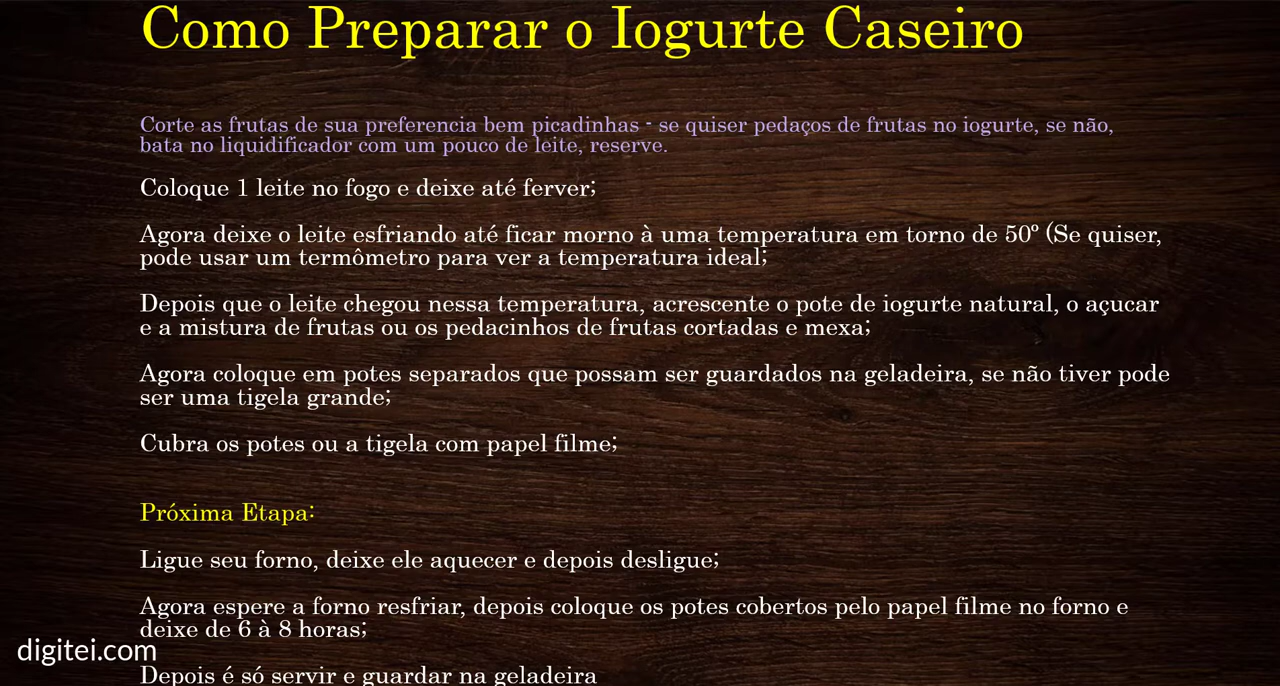 Como Preparar o Iogurte Caseiro
Corte as frutas de sua preferencia bem picadinhas - se quiser pedaços de frutas no iogurte, se não,
bata no liquidificador com um pouco de leite, reserve.
Coloque 1 leite no fogo e deixe até ferver;
Agora deixe o leite esfriando até ficar morno à uma temperatura em torno de 50º (Se quiser,
pode usar um termômetro para ver a temperatura ideal;
Depois que o leite chegou nessa temperatura, acrescente o pote de iogurte natural, o açucar
e a mistura de frutas ou os pedacinhos de frutas cortadas e mexa;
Agora coloque em potes separados que possam ser guardados na geladeira, se não tiver pode
ser uma tigela grande;
Cubra os potes ou a tigela com papel filme;
Próxima Etapa:
Ligue seu forno, deixe ele aquecer e depois desligue;
Agora espere a forno resfriar, depois coloque os potes cobertos pelo papel filme no forno e
deixe de 6 à 8 horas;
digitei.com
Depois é só servir e guardar na geladeira